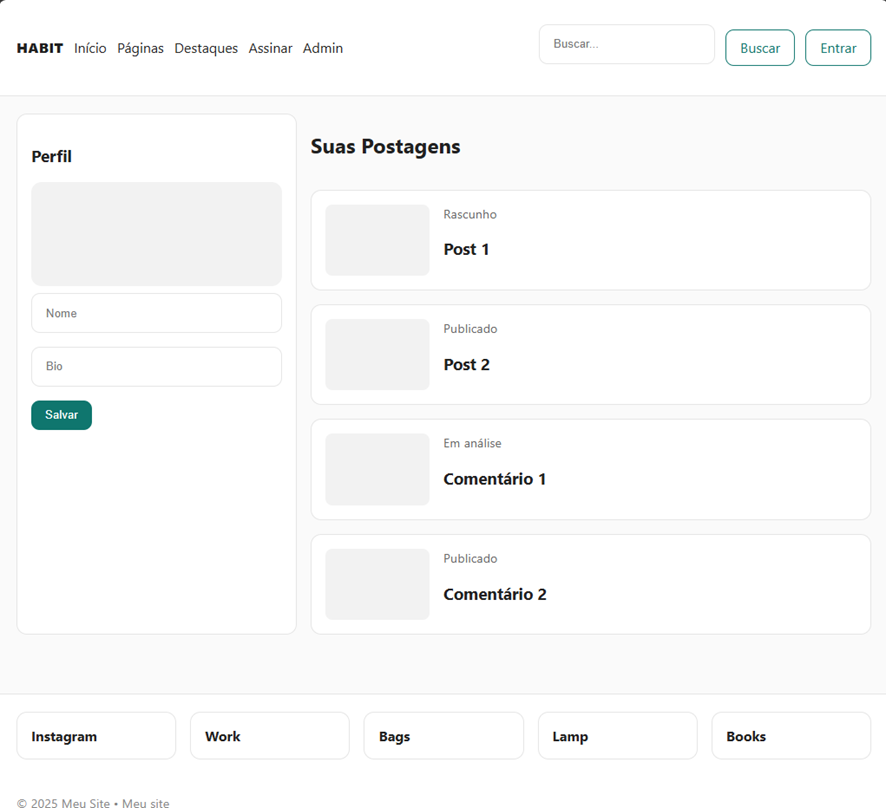 HABIT Início Páginas Destaques Assinar Admin Buscar... Buscar Entrar
Perfil
Nome
Bio
Salvar
Suas Postagens
Rascunho
Post 1
Publicado
Post 2
Em análise
Comentário 1
Publicado
Comentário 2
Instagram Work Bags Lamp Books
© 2025 Meu Site • Meu site